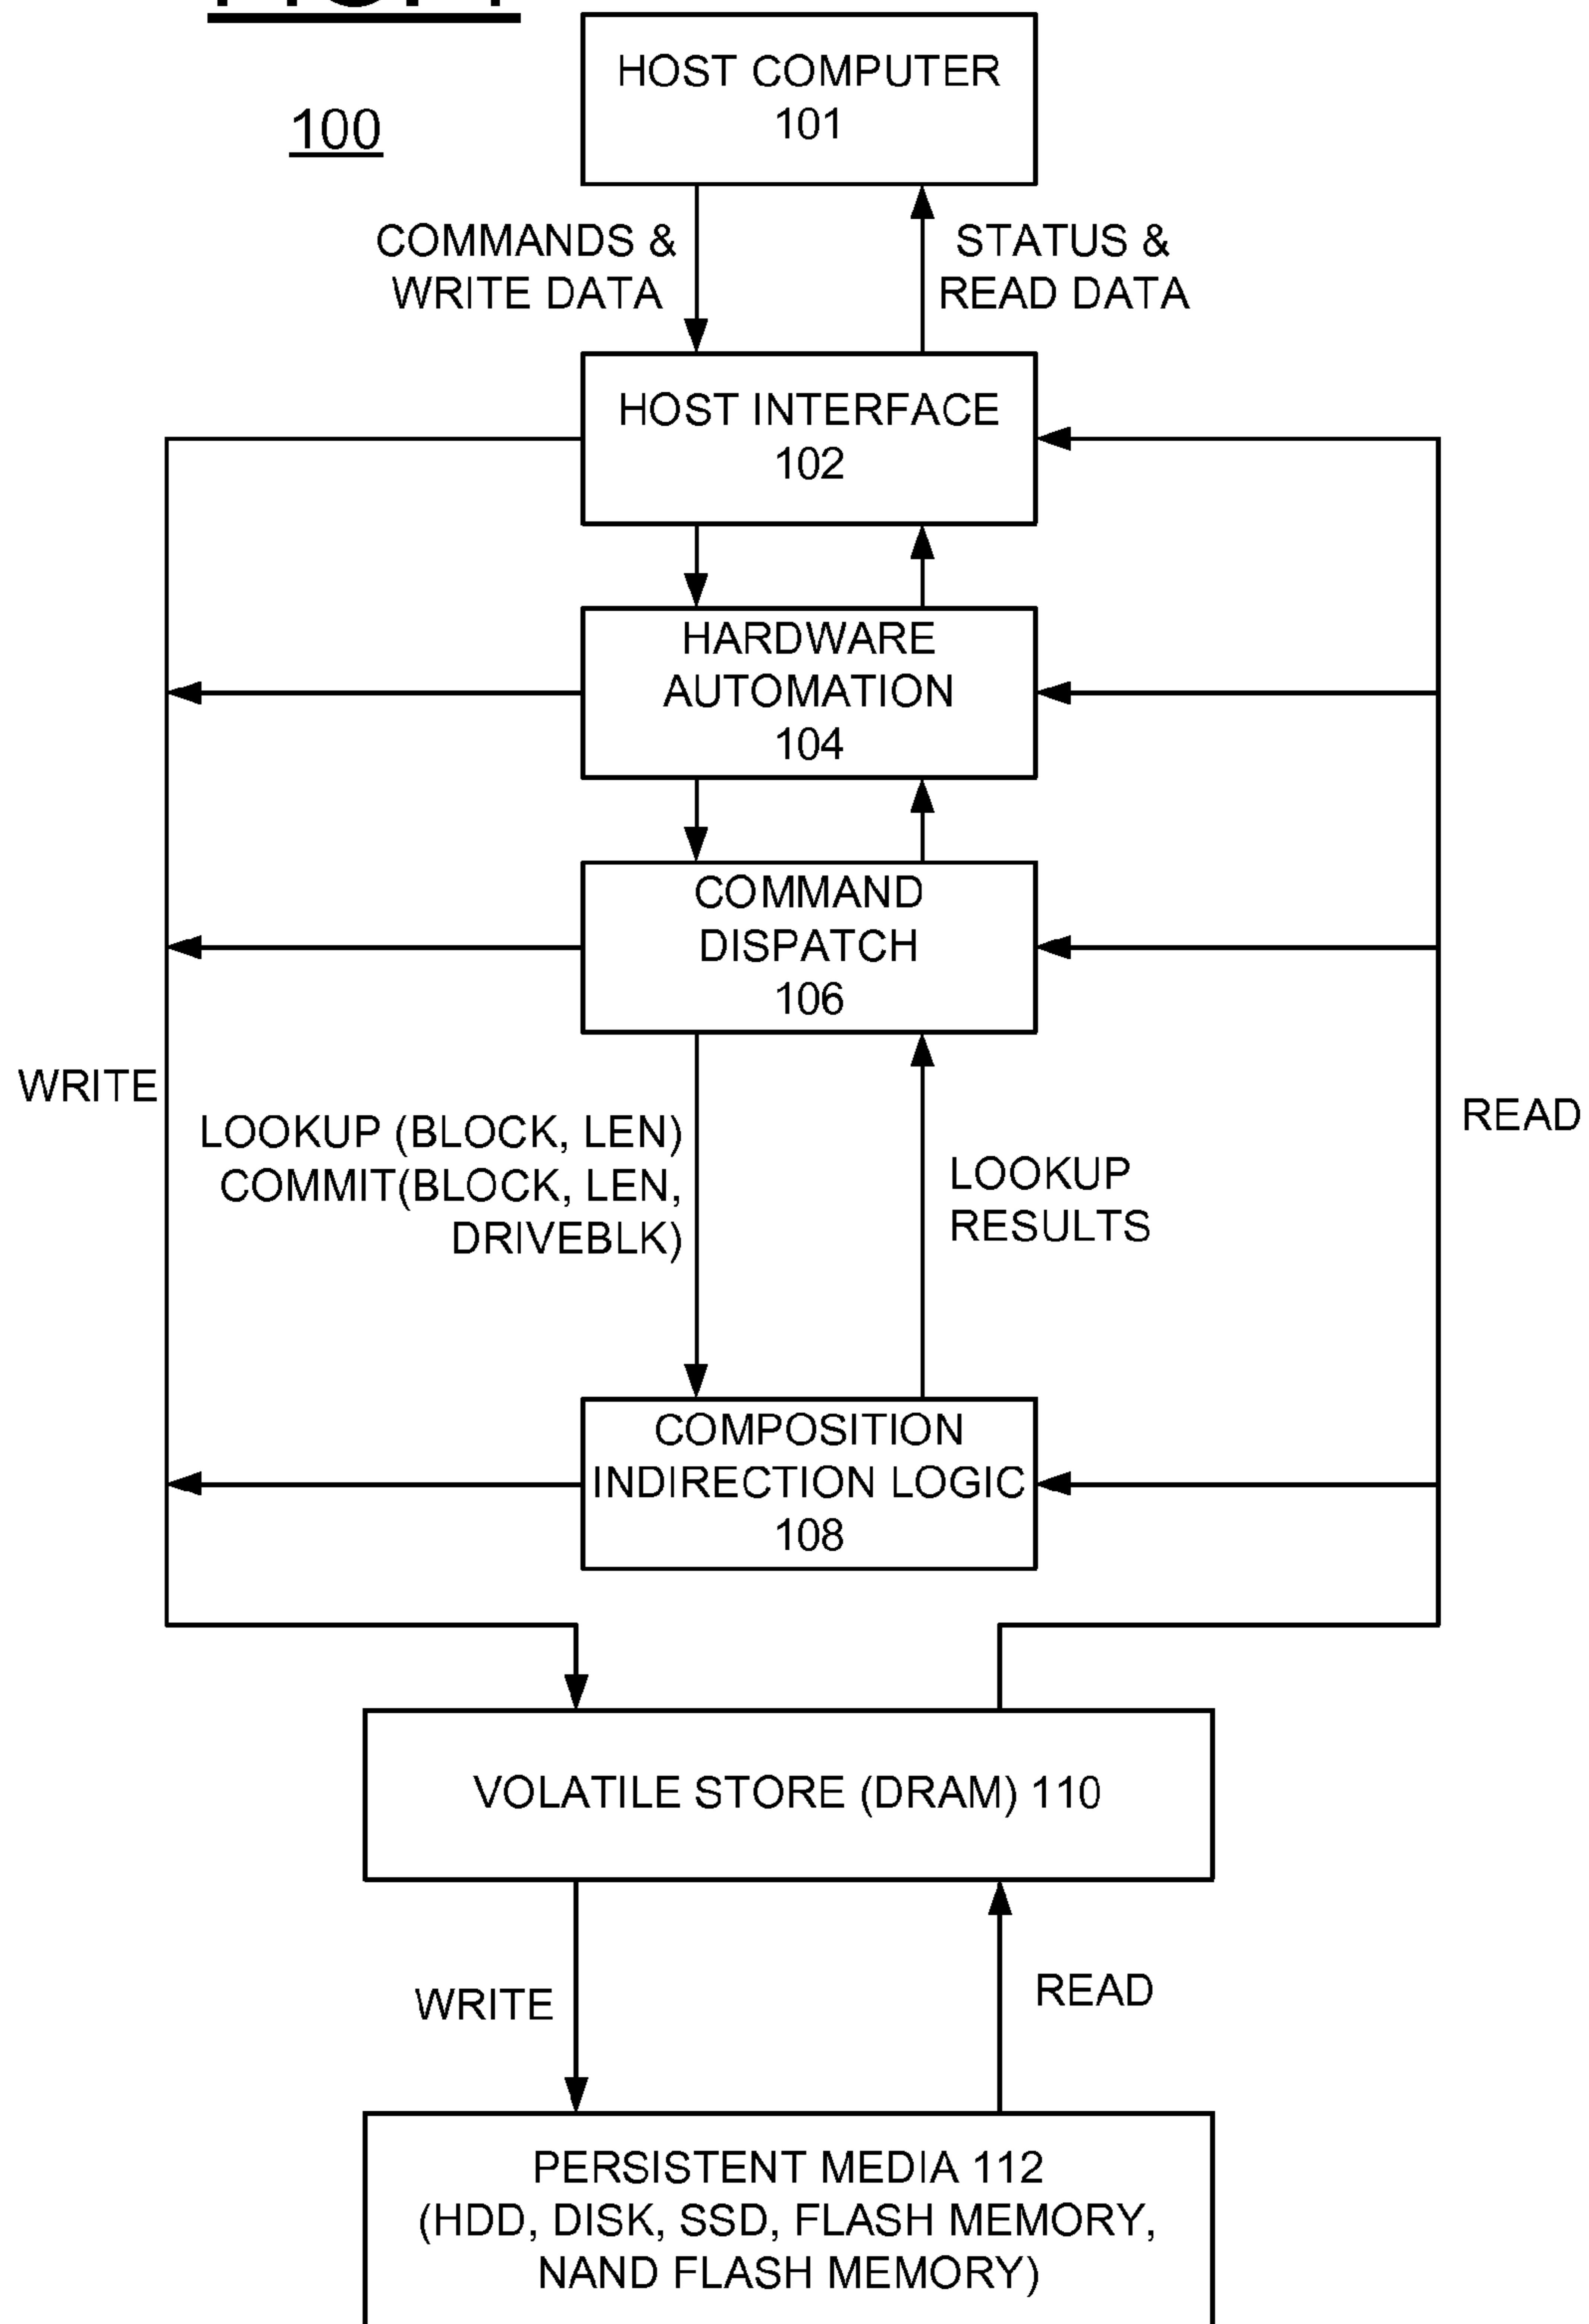 100
HOST COMPUTER
101
COMMANDS &
WRITE DATA
STATUS &
READ DATA
HOST INTERFACE
102
HARDWARE
AUTOMATION
104
COMMAND
DISPATCH
106
WRITE
READ
LOOKUP (BLOCK, LEN)
COMMIT(BLOCK, LEN,
DRIVEBLK)
LOOKUP
RESULTS
COMPOSITION
INDIRECTION LOGIC
108
VOLATILE STORE (DRAM) 110
WRITE
READ
PERSISTENT MEDIA 112
(HDD, DISK, SSD, FLASH MEMORY,
NAND FLASH MEMORY)